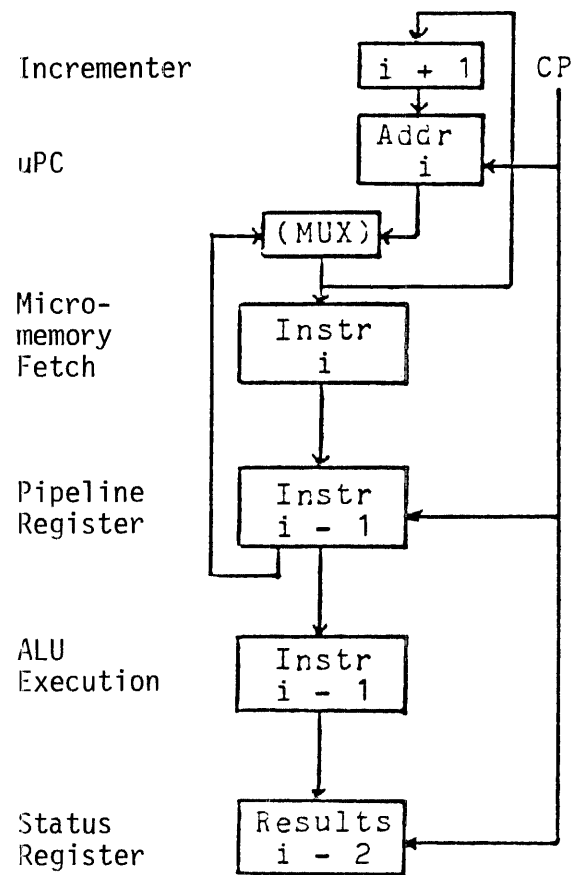 Incrementer
i + 1
CP
uPC
Addr
i
(MUX)
Micro-
memory
Fetch
Instr
i
Pipeline
Register
Instr
i - 1
ALU
Execution
Instr
i - 1
Status
Register
Results
i - 2